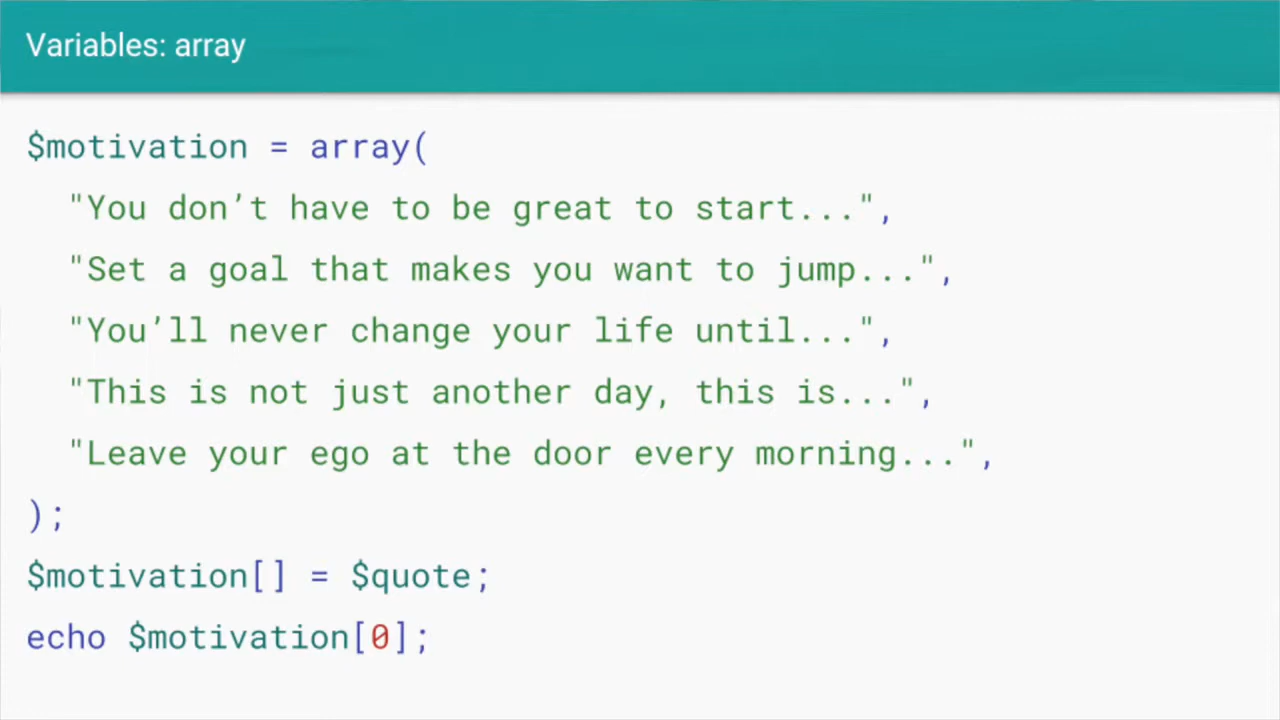 Variables: array
$motivation = array(
"You don’t have to be great to start...",
"Set a goal that makes you want to jump...",
"You’ll never change your life until...",
"This is not just another day, this is...",
"Leave your ego at the door every morning...",
);
$motivation[] = $quote;
echo $motivation[0];